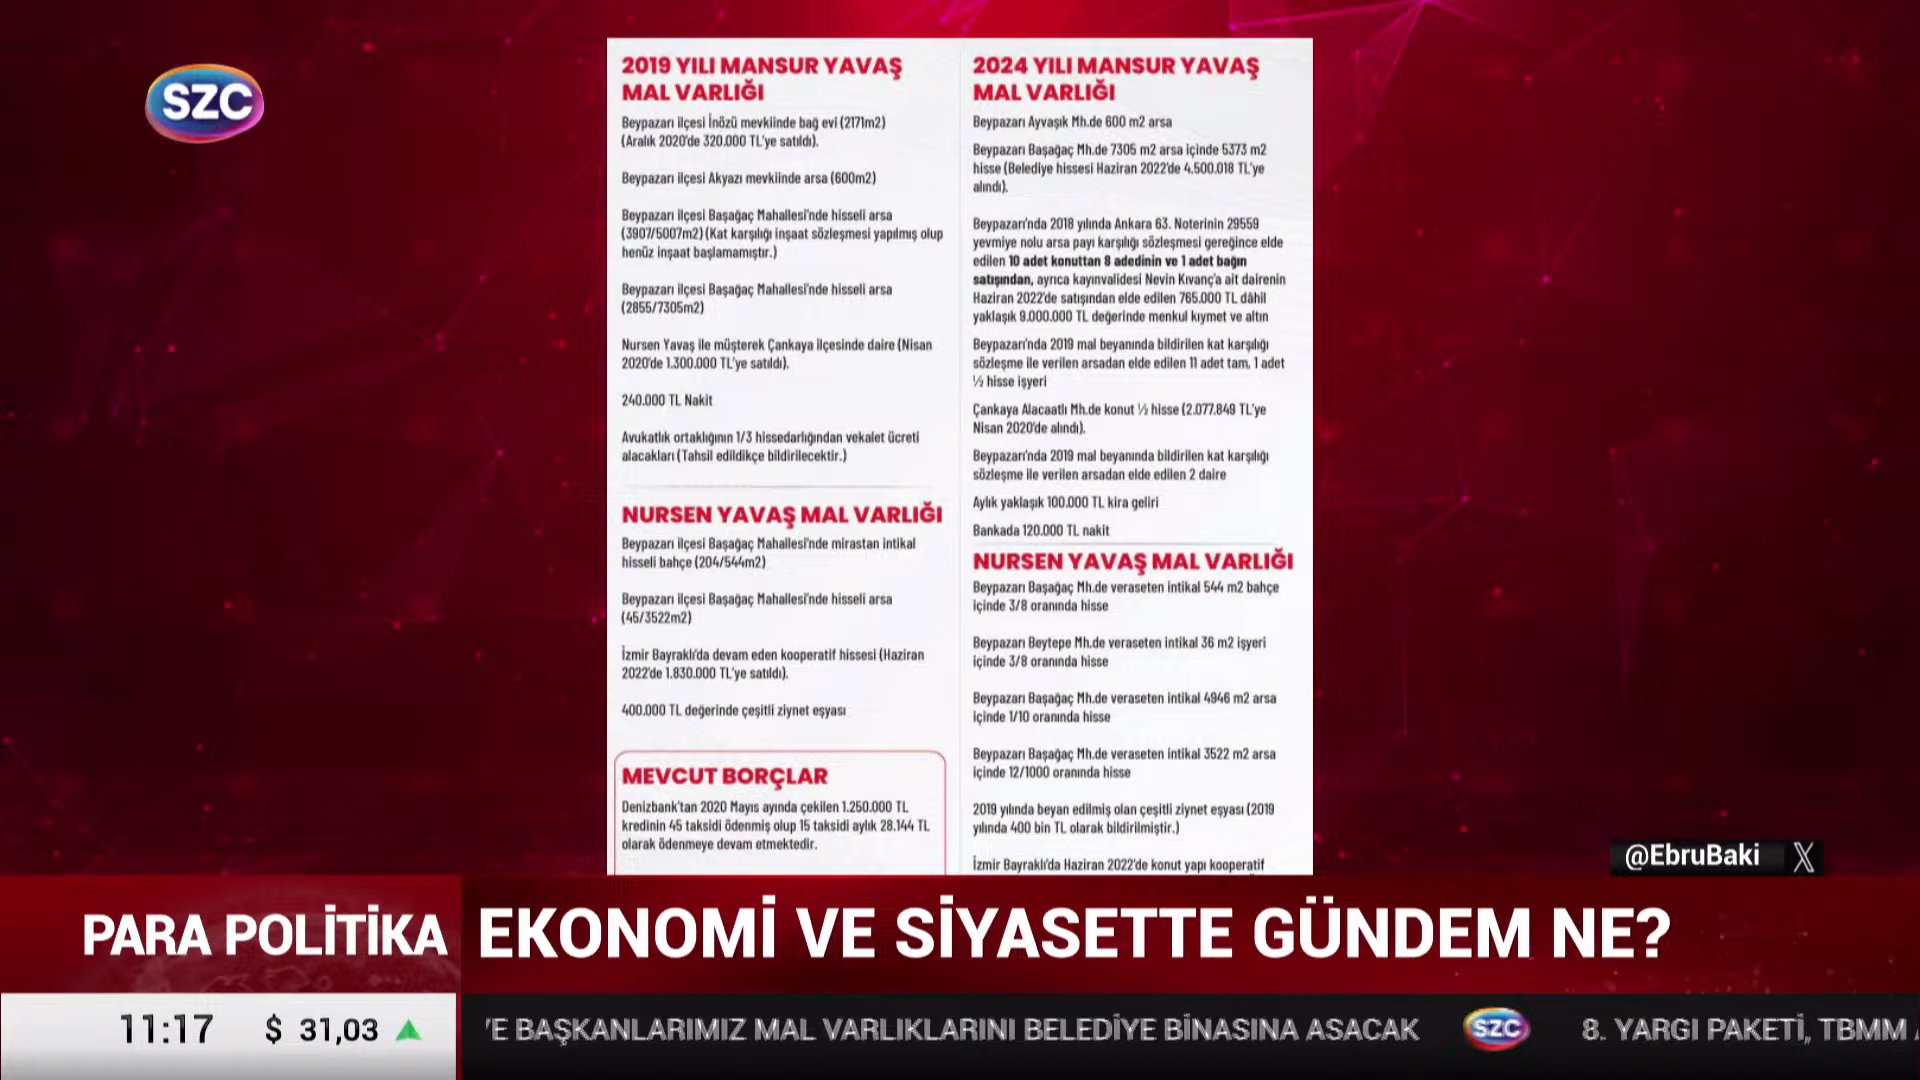 SZC
2019 YILI MANSUR YAVAŞ
MAL VARLIĞI
Beypazarı ilçesi İnözü mevkiinde bağ evi (2171m2)
(Aralık 2020'de 320.000 TL'ye satıldı).
Beypazarı ilçesi Akyazı mevkiinde arsa (600m2)
Beypazarı ilçesi Başağaç Mahallesi'nde hisseli arsa
(3907/5007m2) (Kat karşılığı inşaat sözleşmesi yapılmış olup
henüz inşaat başlamamıştır.)
Beypazarı ilçesi Başağaç Mahallesi'nde hisseli arsa
(2855/7305m2)
Nursen Yavaş ile müşterek Çankaya ilçesinde daire (Nisan
2020'de 1.300.000 TL'ye satıldı).
240.000 TL Nakit
Avukatlık ortaklığının 1/3 hissedarlığından vekalet ücreti
alacakları (Tahsil edildikçe bildirilecektir.)
NURSEN YAVAŞ MAL VARLIĞI
Beypazarı ilçesi Başağaç Mahallesi'nde mirastan intikal
hisseli bahçe (204/544m2)
Beypazarı ilçesi Başağaç Mahallesi'nde hisseli arsa
(45/3522m2)
İzmir Bayraklı'da devam eden kooperatif hissesi (Haziran
2022'de 1.830.000 TL'ye satıldı).
400.000 TL değerinde çeşitli ziynet eşyası
MEVCUT BORÇLAR
Denizbank'tan 2020 Mayıs ayında çekilen 1.250.000 TL
kredinin 45 taksidi ödenmiş olup 15 taksidi aylık 28.144 TL
olarak ödenmeye devam etmektedir.
2024 YILI MANSUR YAVAŞ
MAL VARLIĞI
Beypazarı Ayvaşık Mh.de 600 m2 arsa
Beypazarı Başağaç Mh.de 7305 m2 arsa içinde 5373 m2
hisse (Belediye hissesi Haziran 2022'de 4.500.018 TL'ye
alındı).
Beypazarı'nda 2018 yılında Ankara 63. Noterinin 29559
yevmiye nolu arsa payı karşılığı sözleşmesi gereğince elde
edilen 10 adet konuttan 8 adedinin ve 1 adet bağın
satışından, ayrıca kayınvalidesi Nevin Kıvanç'a ait dairenin
Haziran 2022'de satışından elde edilen 765.000 TL dâhil
yaklaşık 9.000.000 TL değerinde menkul kıymet ve altın
Beypazarı'nda 2019 mal beyanında bildirilen kat karşılığı
sözleşme ile verilen arsadan elde edilen 11 adet tam, 1 adet
½ hisse işyeri
Çankaya Alacaatlı Mh.de konut ½ hisse (2.077.849 TL'ye
Nisan 2020'de alındı).
Beypazarı'nda 2019 mal beyanında bildirilen kat karşılığı
sözleşme ile verilen arsadan elde edilen 2 daire
Aylık yaklaşık 100.000 TL kira geliri
Bankada 120.000 TL nakit
NURSEN YAVAŞ MAL VARLIĞI
Beypazarı Başağaç Mh.de veraseten intikal 544 m2 bahçe
içinde 3/8 oranında hisse
Beypazarı Beytepe Mh.de veraseten intikal 36 m2 işyeri
içinde 3/8 oranında hisse
Beypazarı Başağaç Mh.de veraseten intikal 4946 m2 arsa
içinde 1/10 oranında hisse
Beypazarı Başağaç Mh.de veraseten intikal 3522 m2 arsa
içinde 12/1000 oranında hisse
2019 yılında beyan edilmiş olan çeşitli ziynet eşyası (2019
yılında 400 bin TL olarak bildirilmiştir.)
İzmir Bayraklı'da Haziran 2022'de konut yapı kooperatif
@EbruBaki X
PARA POLİTİKA
EKONOMİ VE SİYASETTE GÜNDEM NE?
11:17 $ 31,03
'E BAŞKANLARIMIZ MAL VARLIKLARINI BELEDİYE BİNASINA ASACAK SZC 8. YARGI PAKETİ, TBMM